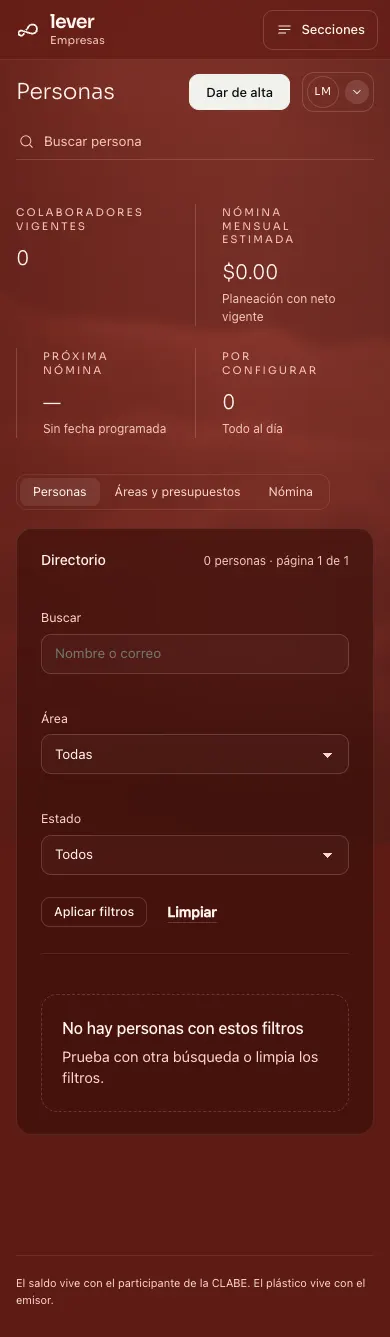 lever
Empresas
Secciones
Personas
Dar de alta
LM
Buscar persona
COLABORADORES
VIGENTES
0
NÓMINA
MENSUAL
ESTIMADA
$0.00
Planeación con neto
vigente
PRÓXIMA
NÓMINA
—
Sin fecha programada
POR
CONFIGURAR
0
Todo al día
Personas
Áreas y presupuestos
Nómina
Directorio
0 personas · página 1 de 1
Buscar
Nombre o correo
Área
Todas
Estado
Todos
Aplicar filtros
Limpiar
No hay personas con estos filtros
Prueba con otra búsqueda o limpia los
filtros.
El saldo vive con el participante de la CLABE. El plástico vive con el
emisor.